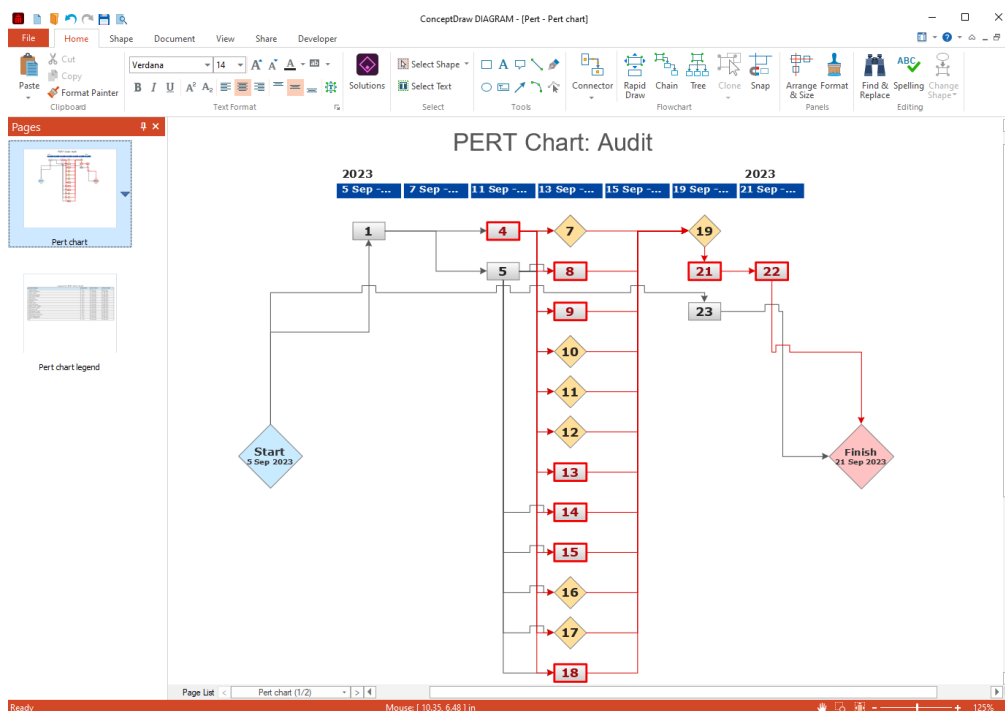 ConceptDraw DIAGRAM - [Pert - Pert chart]
File Home Shape Document View Share Developer
Cut
Copy
Format Painter
Paste
Clipboard
Verdana 14
B I U A² A₂
Text Format
Solutions
Select Shape
Select Text
Select
Tools
Connector
Rapid Draw
Chain
Tree
Clone
Snap
Flowchart
Arrange & Size
Format
Panels
Find & Replace
ABC
Spelling
Change Shape
Editing
Pages
Pert chart
Pert chart legend
PERT Chart: Audit
2023 2023
5 Sep -... 7 Sep -... 11 Sep -... 13 Sep -... 15 Sep -... 19 Sep -... 21 Sep -...
1 4 7 19
5 8 21 22
9 23
10
11
12
Start
5 Sep 2023
Finish
21 Sep 2023
13
14
15
16
17
18
Page List Pert chart (1/2)
Ready Mouse: [ 10.35, 6.48 ] in 125%